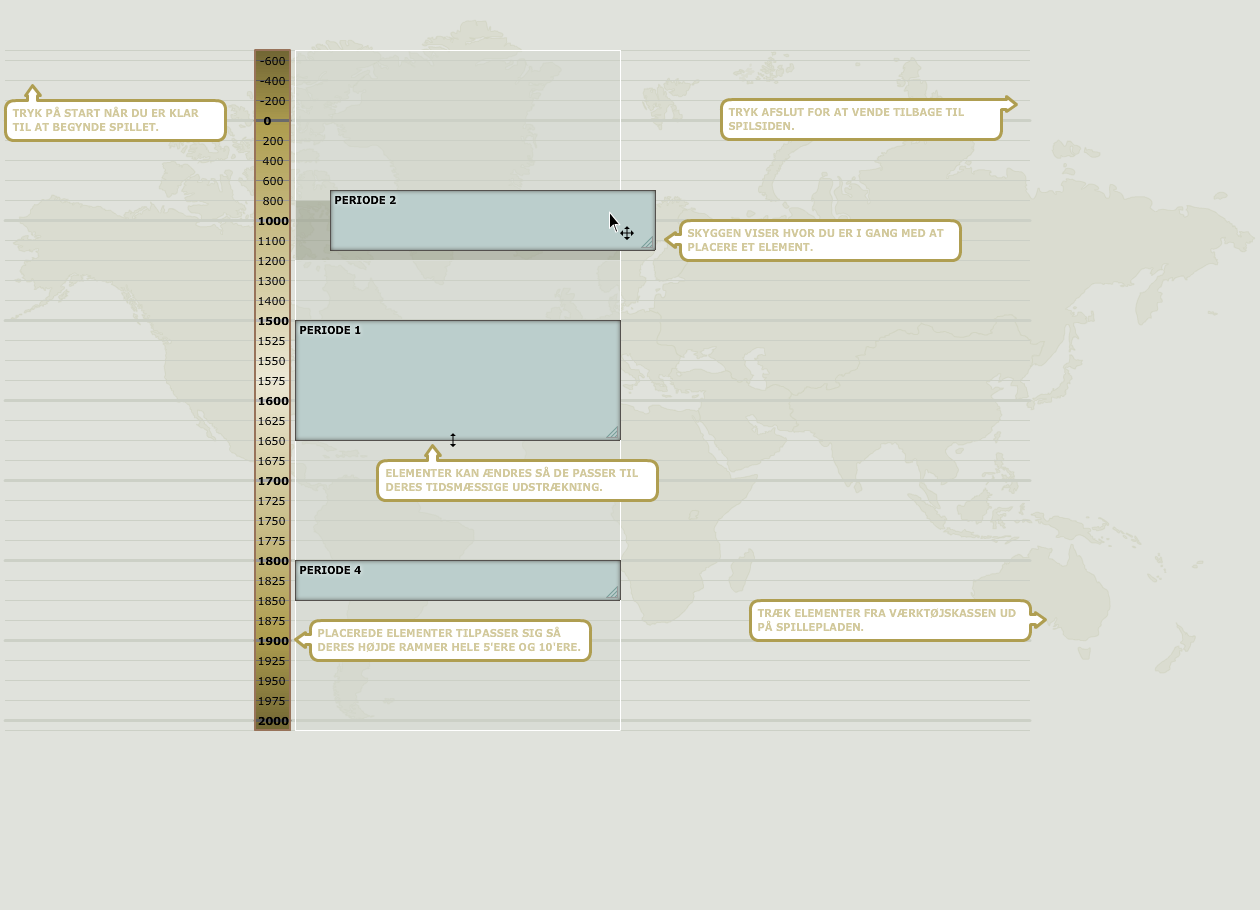 -600
-400
-200
0
200
400
600
800
1000
1100
1200
1300
1400
1500
1525
1550
1575
1600
1625
1650
1675
1700
1725
1750
1775
1800
1825
1850
1875
1900
1925
1950
1975
2000
TRYK PÅ START NÅR DU ER KLAR
TIL AT BEGYNDE SPILLET.
TRYK AFSLUT FOR AT VENDE TILBAGE TIL
SPILSIDEN.
PERIODE 2
SKYGGEN VISER HVOR DU ER I GANG MED AT
PLACERE ET ELEMENT.
PERIODE 1
ELEMENTER KAN ÆNDRES SÅ DE PASSER TIL
DERES TIDSMÆSSIGE UDSTRÆKNING.
PERIODE 4
TRÆK ELEMENTER FRA VÆRKTØJSKASSEN UD
PÅ SPILLEPLADEN.
PLACEREDE ELEMENTER TILPASSER SIG SÅ
DERES HØJDE RAMMER HELE 5'ERE OG 10'ERE.